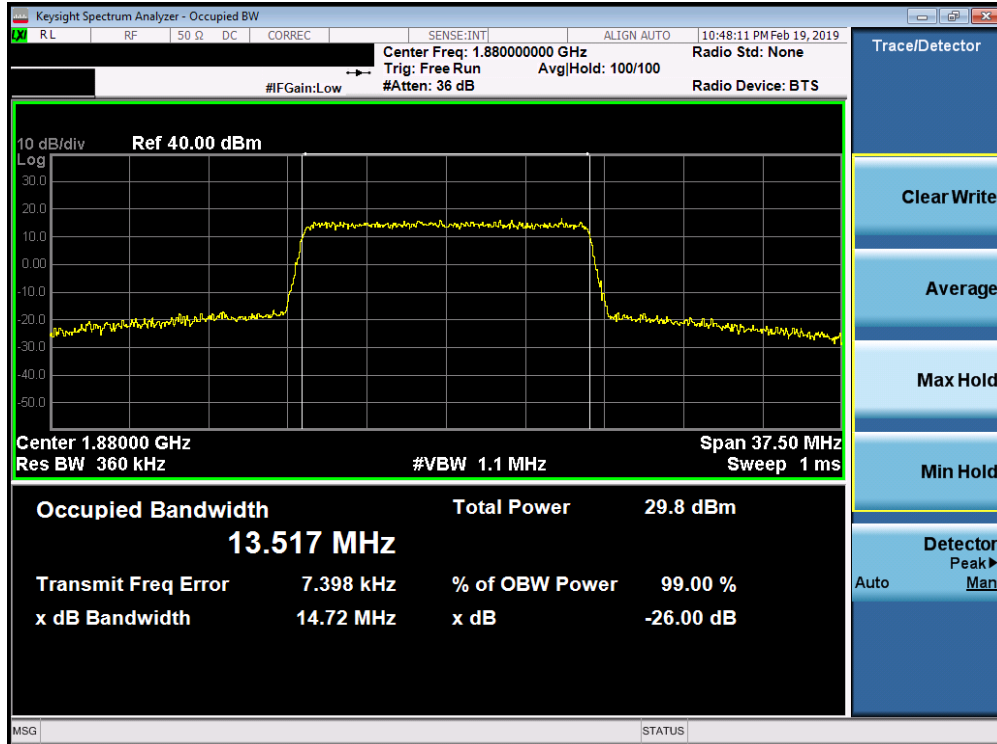 Keysight Spectrum Analyzer - Occupied BW
LXI RL RF 50 Ω DC CORREC SENSE:INT ALIGN AUTO 10:48:11 PM Feb 19, 2019
Center Freq: 1.880000000 GHz Radio Std: None
Trig: Free Run Avg|Hold: 100/100
#IFGain:Low #Atten: 36 dB Radio Device: BTS
10 dB/div Ref 40.00 dBm
Log
30.0
20.0
10.0
0.00
-10.0
-20.0
-30.0
-40.0
-50.0
Center 1.88000 GHz Span 37.50 MHz
Res BW 360 kHz #VBW 1.1 MHz Sweep 1 ms
Occupied Bandwidth Total Power 29.8 dBm
13.517 MHz
Transmit Freq Error 7.398 kHz % of OBW Power 99.00 %
x dB Bandwidth 14.72 MHz x dB -26.00 dB
MSG STATUS
Trace/Detector
Clear Write
Average
Max Hold
Min Hold
Detector
Peak▶
Auto Man